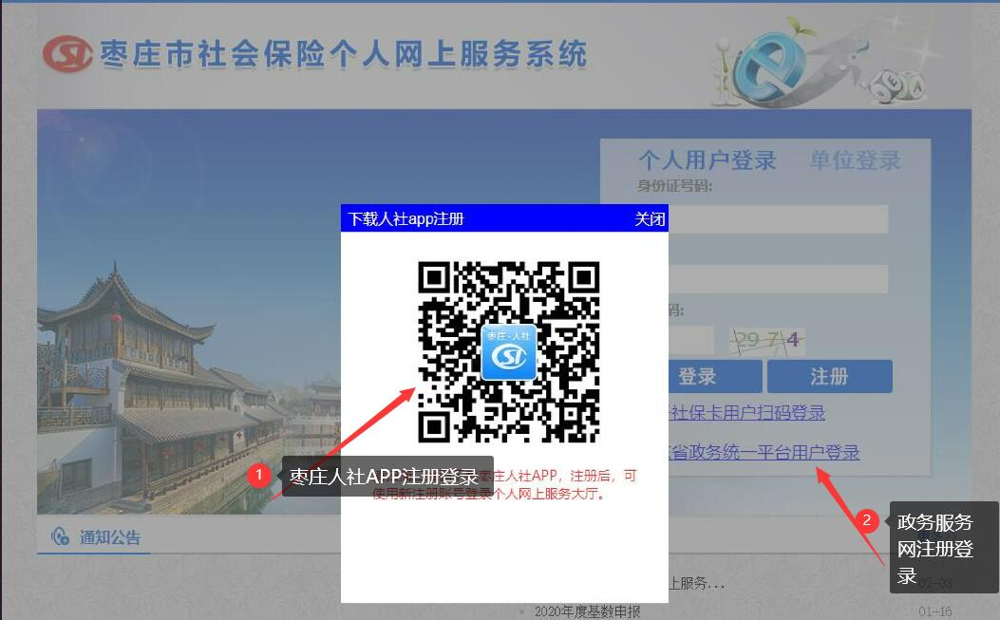 枣庄市社会保险个人网上服务系统
个人用户登录 单位登录
身份证号码:
下载人社app注册 关闭
枣庄·人社
码:
29 7 4
登录 注册
社保卡用户扫码登录
省政务统一平台用户登录
1 枣庄人社APP注册登录
枣庄人社APP，注册后，可
使用新注册账号登录个人网上服务大厅。
2 政务服务
网注册登
录
通知公告
上服务... 02-03
2020年度基数申报 01-16